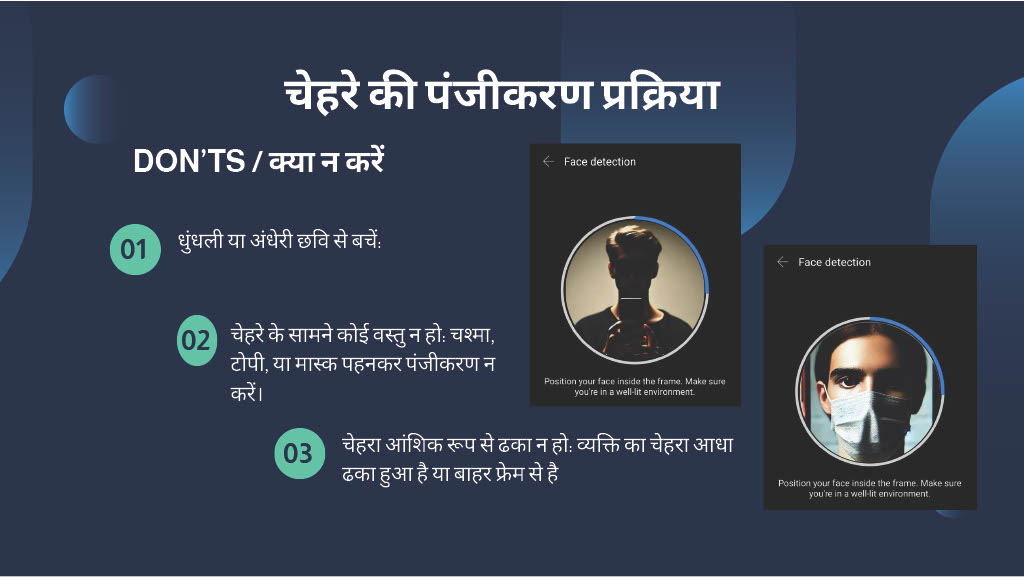 चेहरे की पंजीकरण प्रक्रिया
DON'TS / क्या न करें
01
धुंधली या अंधेरी छवि से बचें:
02
चेहरे के सामने कोई वस्तु न हो: चश्मा,
टोपी, या मास्क पहनकर पंजीकरण न
करें।
03
चेहरा आंशिक रूप से ढका न हो: व्यक्ति का चेहरा आधा
ढका हुआ है या बाहर फ्रेम से है
Face detection
Position your face inside the frame. Make sure
you're in a well-lit environment.
Face detection
Position your face inside the frame. Make sure
you're in a well-lit environment.